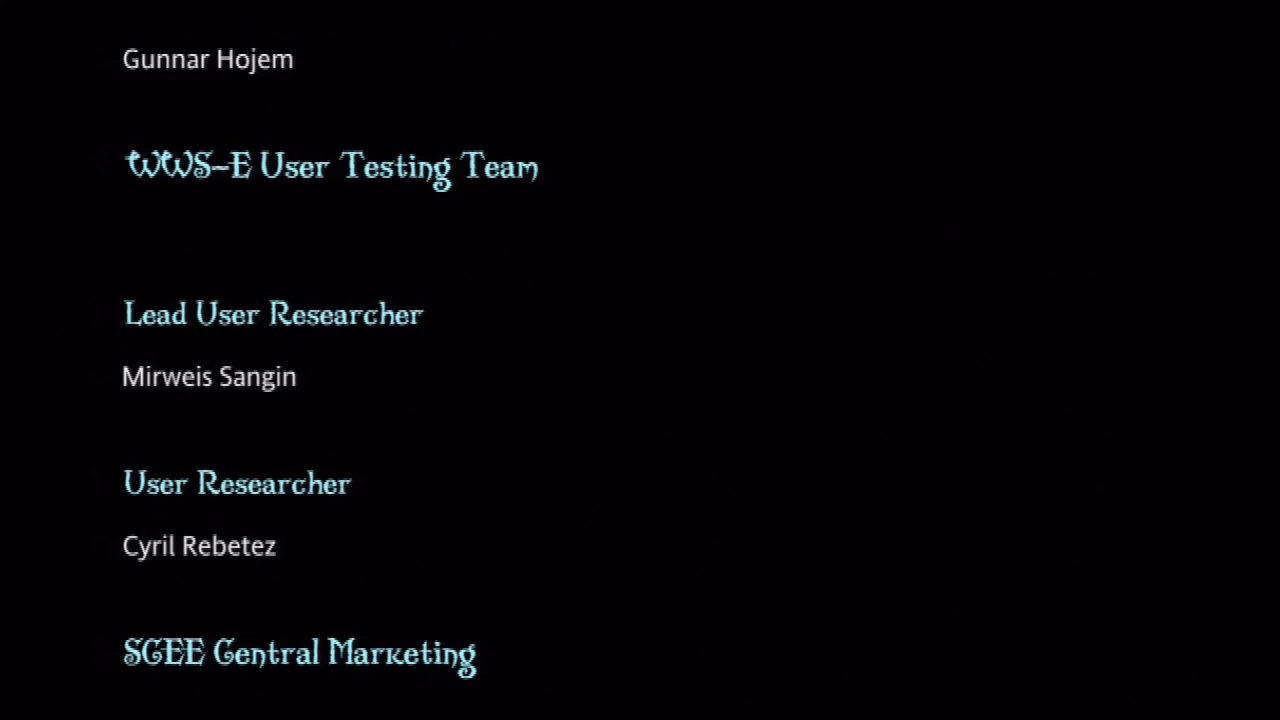 Gunnar Hojem
WWS-E User Testing Team
Lead User Researcher
Mirweis Sangin
User Researcher
Cyril Rebetez
SCEE Central Marketing